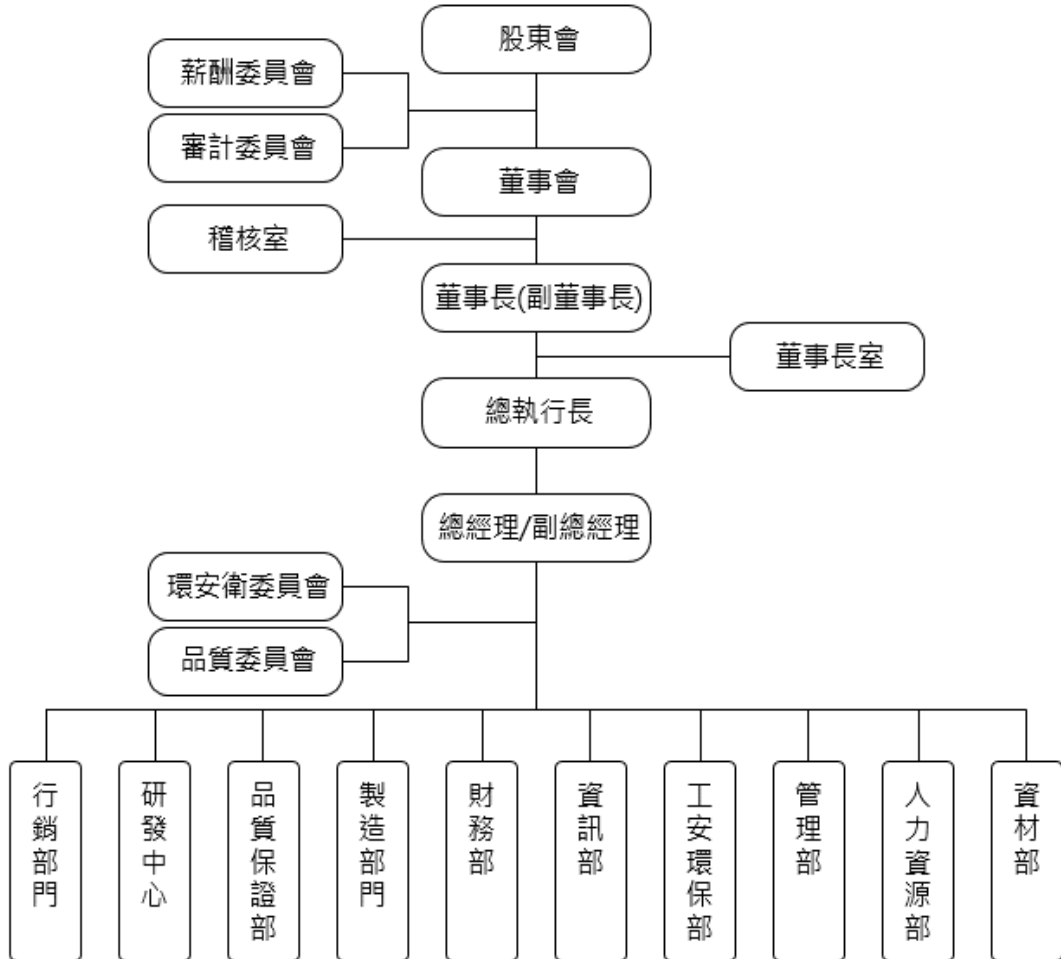 股東會
薪酬委員會
審計委員會
董事會
稽核室
董事長(副董事長)
董事長室
總執行長
總經理/副總經理
環安衛委員會
品質委員會
行銷部門
研發中心
品質保證部
製造部門
財務部
資訊部
工安環保部
管理部
人力資源部
資材部